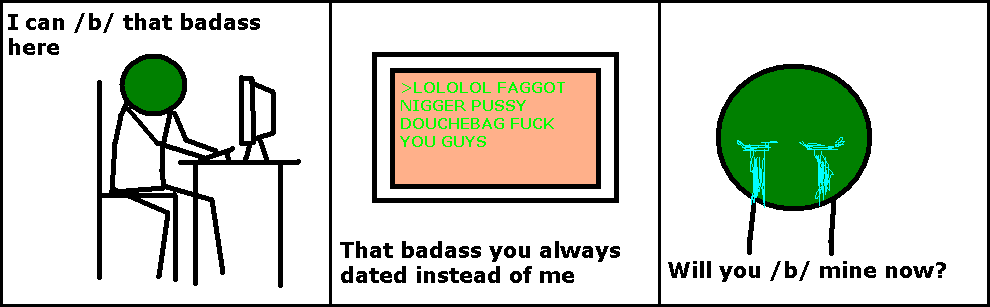 I can /b/ that badass
here
>LOLOLOL FAGGOT
NIGGER PUSSY
DOUCHEBAG FUCK
YOU GUYS
That badass you always
dated instead of me
Will you /b/ mine now?